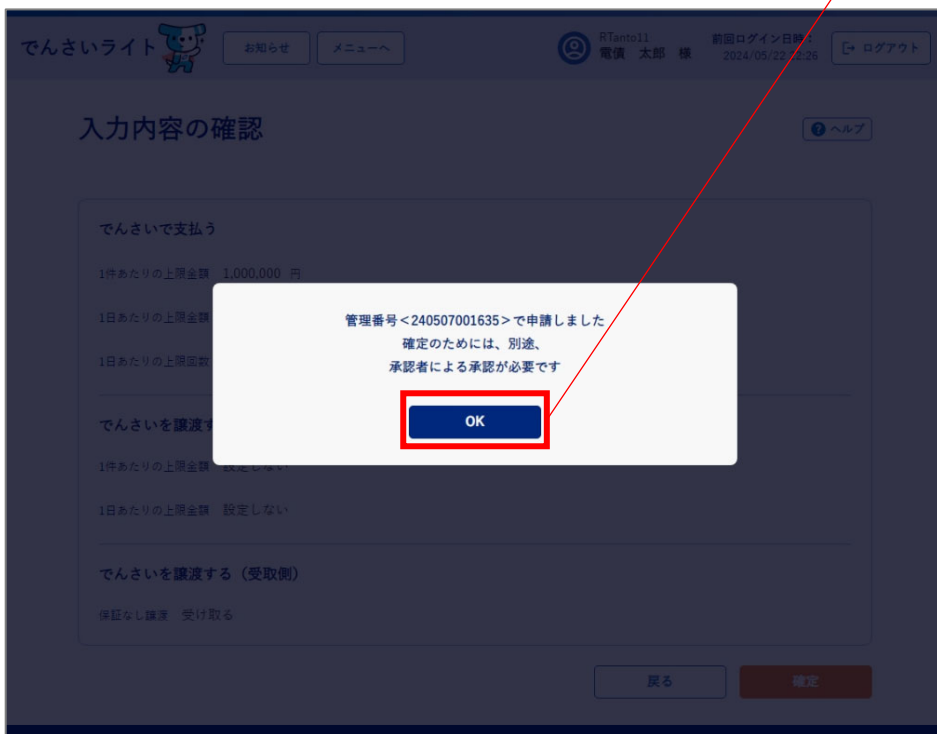 でんさいライト
お知らせ
メニューへ
RTanto11
電債 太郎 様
前回ログイン日時：
2024/05/22 22:26
ログアウト
入力内容の確認
ヘルプ
でんさいで支払う
1件あたりの上限金額 1,000,000 円
1日あたりの上限金額
1日あたりの上限回数
管理番号<240507001635>で申請しました
確定のためには、別途、
承認者による承認が必要です
OK
でんさいを譲渡す
1件あたりの上限金額 設定しない
1日あたりの上限金額 設定しない
でんさいを譲渡する（受取側）
保証なし譲渡 受け取る
戻る
確定